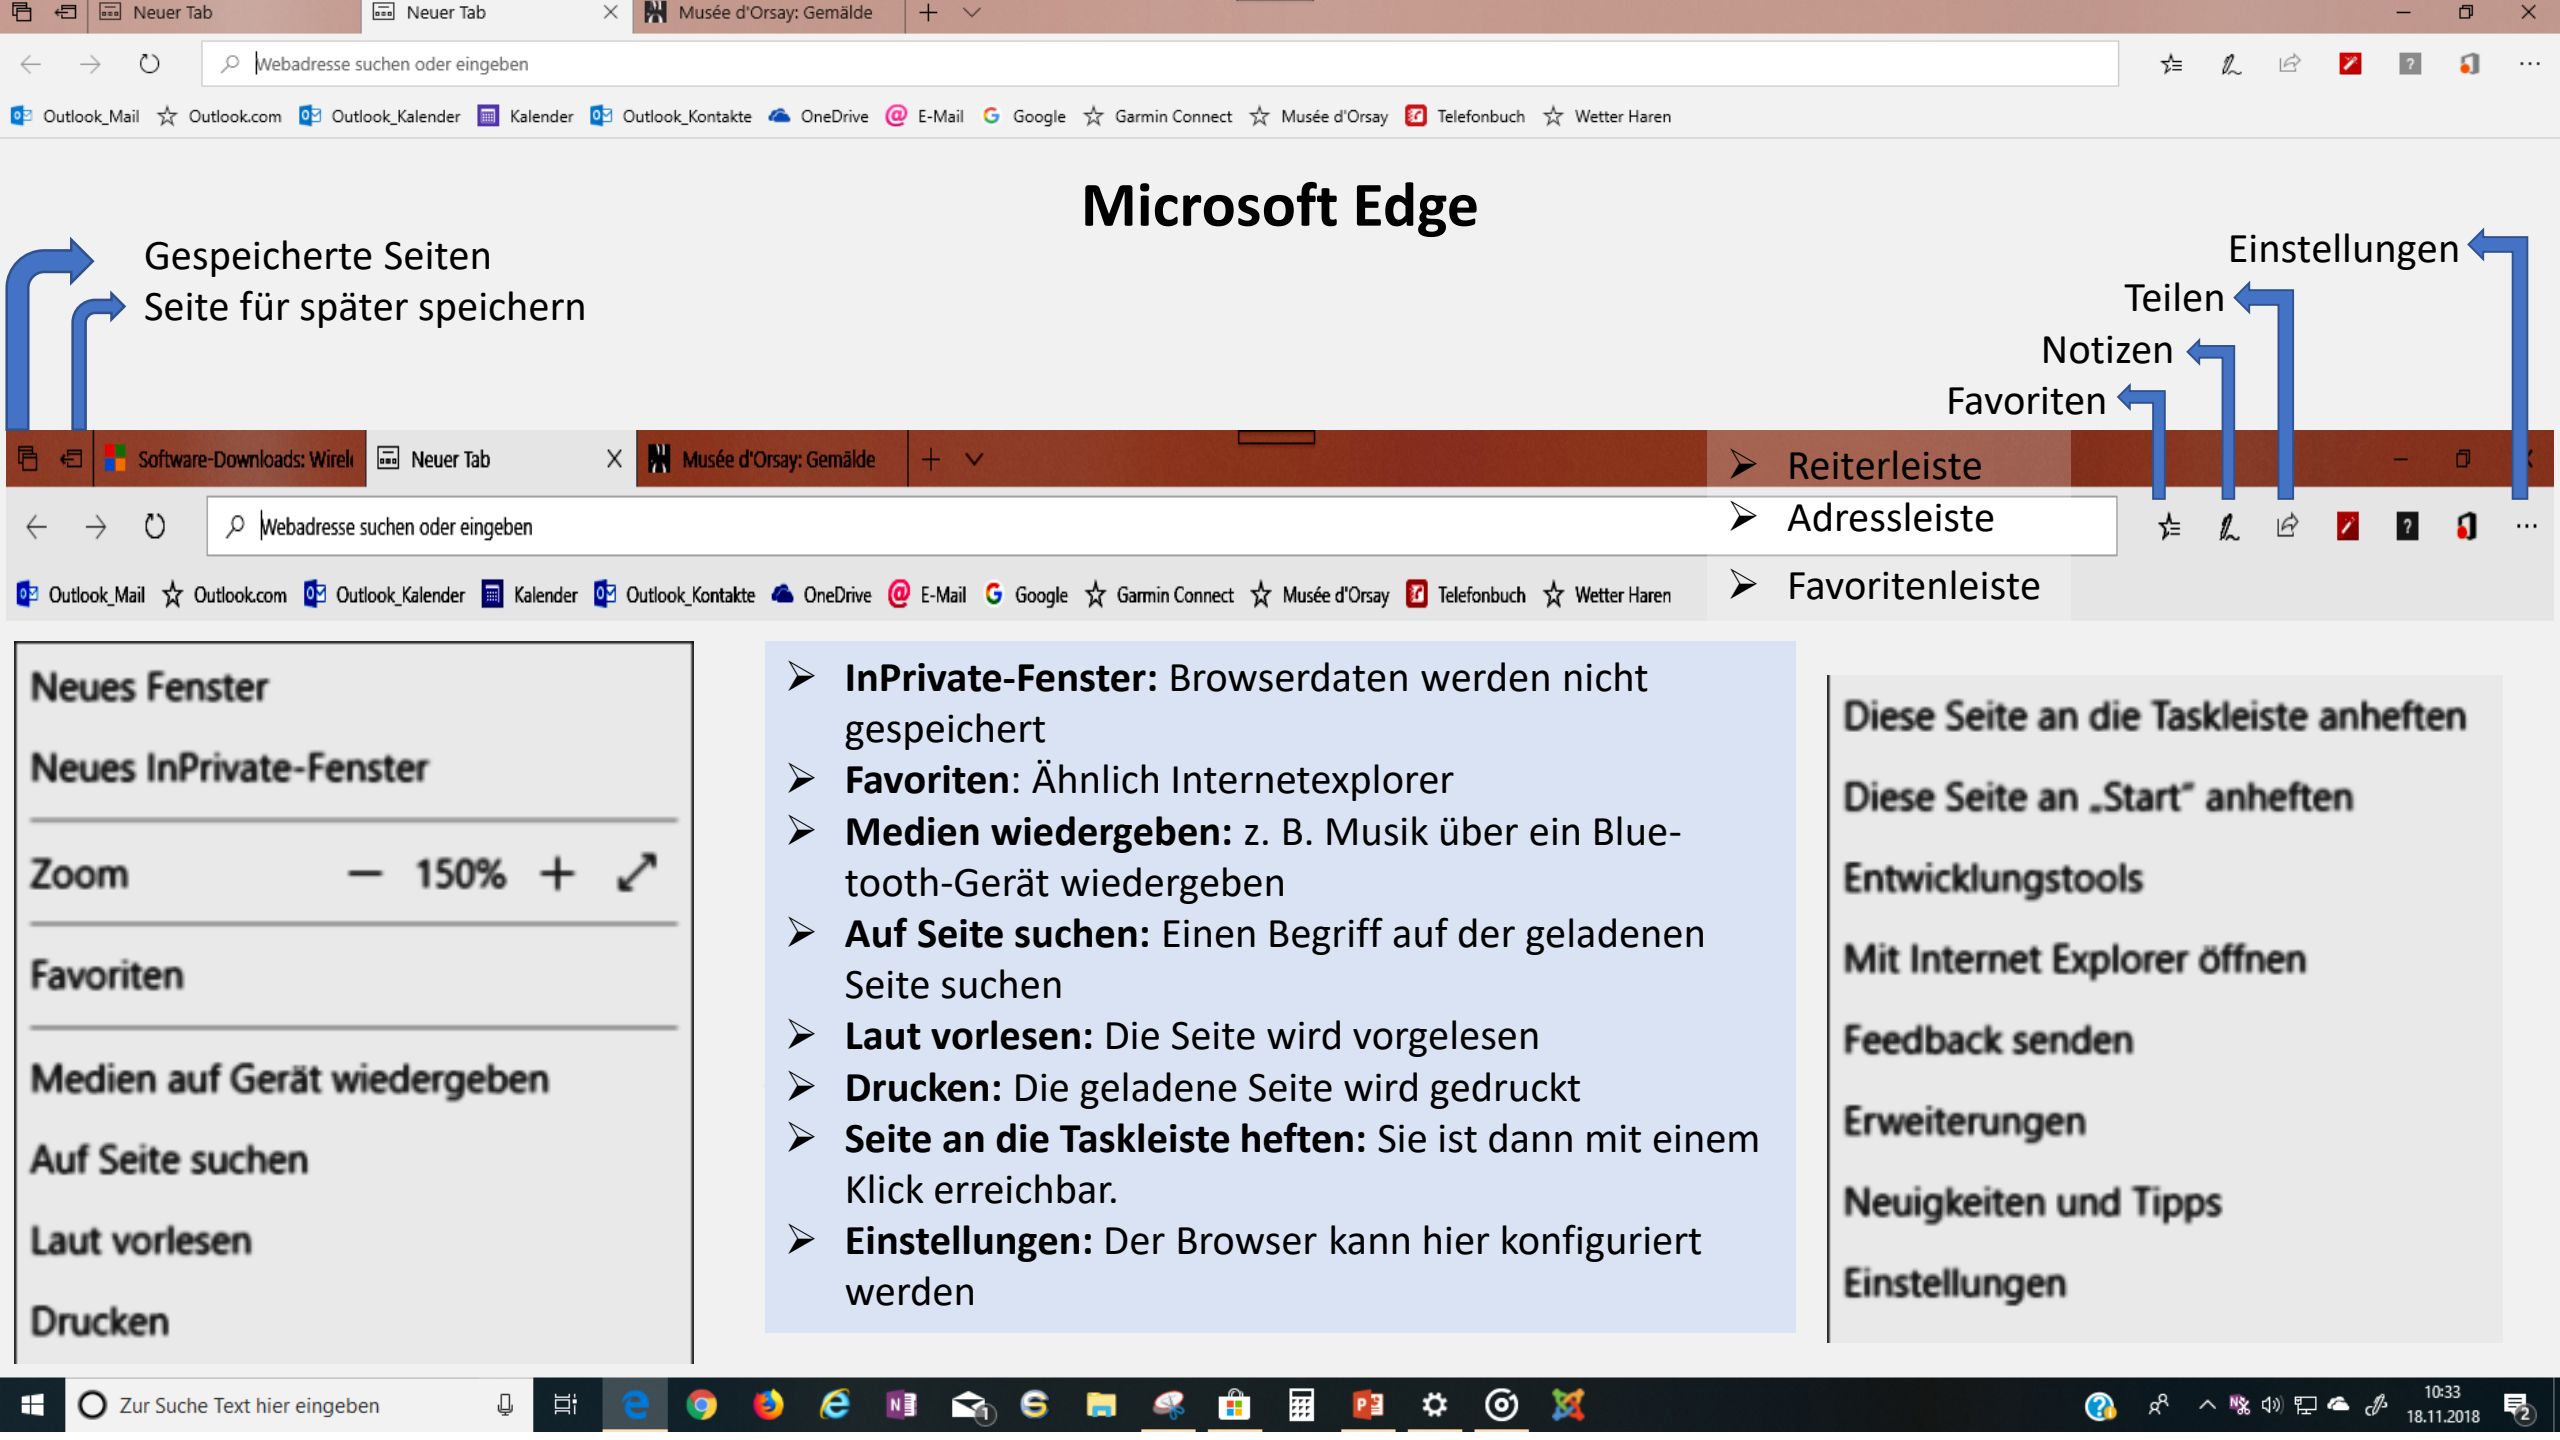 Neuer Tab
Neuer Tab
Musée d'Orsay: Gemälde
Webadresse suchen oder eingeben
Outlook_Mail Outlook.com Outlook_Kalender Kalender Outlook_Kontakte OneDrive E-Mail Google Garmin Connect Musée d'Orsay Telefonbuch Wetter Haren
Microsoft Edge
Gespeicherte Seiten
Seite für später speichern
Einstellungen
Teilen
Notizen
Favoriten
Software-Downloads: Wirel
Neuer Tab
Musée d'Orsay: Gemälde
Reiterleiste
Webadresse suchen oder eingeben
Adressleiste
Outlook_Mail Outlook.com Outlook_Kalender Kalender Outlook_Kontakte OneDrive E-Mail Google Garmin Connect Musée d'Orsay Telefonbuch Wetter Haren
Favoritenleiste
Neues Fenster
Neues InPrivate-Fenster
Zoom − 150% +
Favoriten
Medien auf Gerät wiedergeben
Auf Seite suchen
Laut vorlesen
Drucken
InPrivate-Fenster: Browserdaten werden nicht
gespeichert
Favoriten: Ähnlich Internetexplorer
Medien wiedergeben: z. B. Musik über ein Blue-
tooth-Gerät wiedergeben
Auf Seite suchen: Einen Begriff auf der geladenen
Seite suchen
Laut vorlesen: Die Seite wird vorgelesen
Drucken: Die geladene Seite wird gedruckt
Seite an die Taskleiste heften: Sie ist dann mit einem
Klick erreichbar.
Einstellungen: Der Browser kann hier konfiguriert
werden
Diese Seite an die Taskleiste anheften
Diese Seite an „Start“ anheften
Entwicklungstools
Mit Internet Explorer öffnen
Feedback senden
Erweiterungen
Neuigkeiten und Tipps
Einstellungen
Zur Suche Text hier eingeben
10:33
18.11.2018